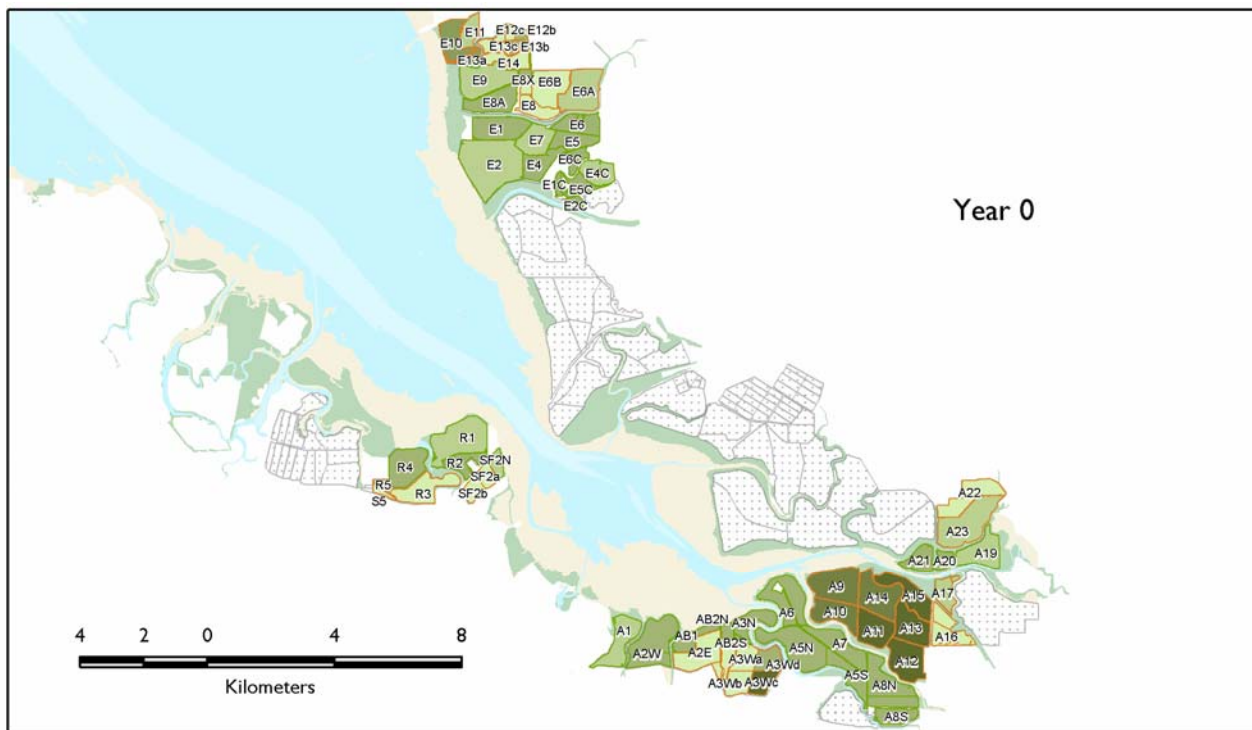 E12c E12b
E11
E10
E13c E13b
E13a E14
E9 E8X E6B
E6A
E8A E8
E1 E6
E7 E5
E2 E4 E6C
E4C
E1C E5C
E2C
Year 0
R1
R4 R2 SF2N
SF2a
R5 R3 SF2b
S5
A22
A23
A21 A20 A19
A9 A14 A15 A17
A10 A11 A13 A16
A12
A1 AB1 AB2N A3N A6
A2W A2E AB2S A5N A7
A3Wa A3Wd
A3Wb A3Wc A5S A8N
A8S
4 2 0 4 8
Kilometers